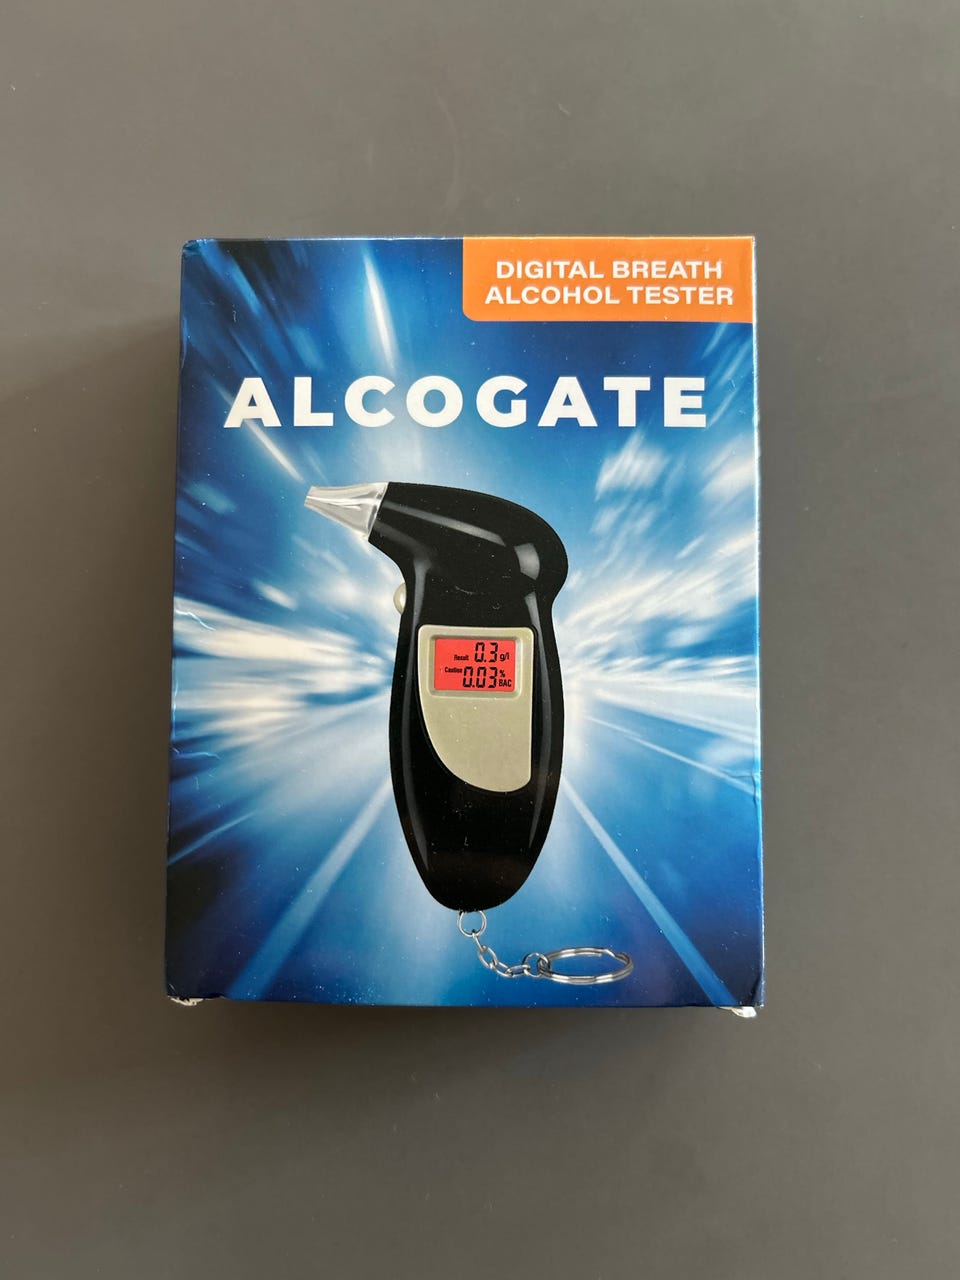 DIGITAL BREATH
ALCOHOL TESTER
ALCOGATE
Result 0.3 g/l
Caution 0.03 % BAC